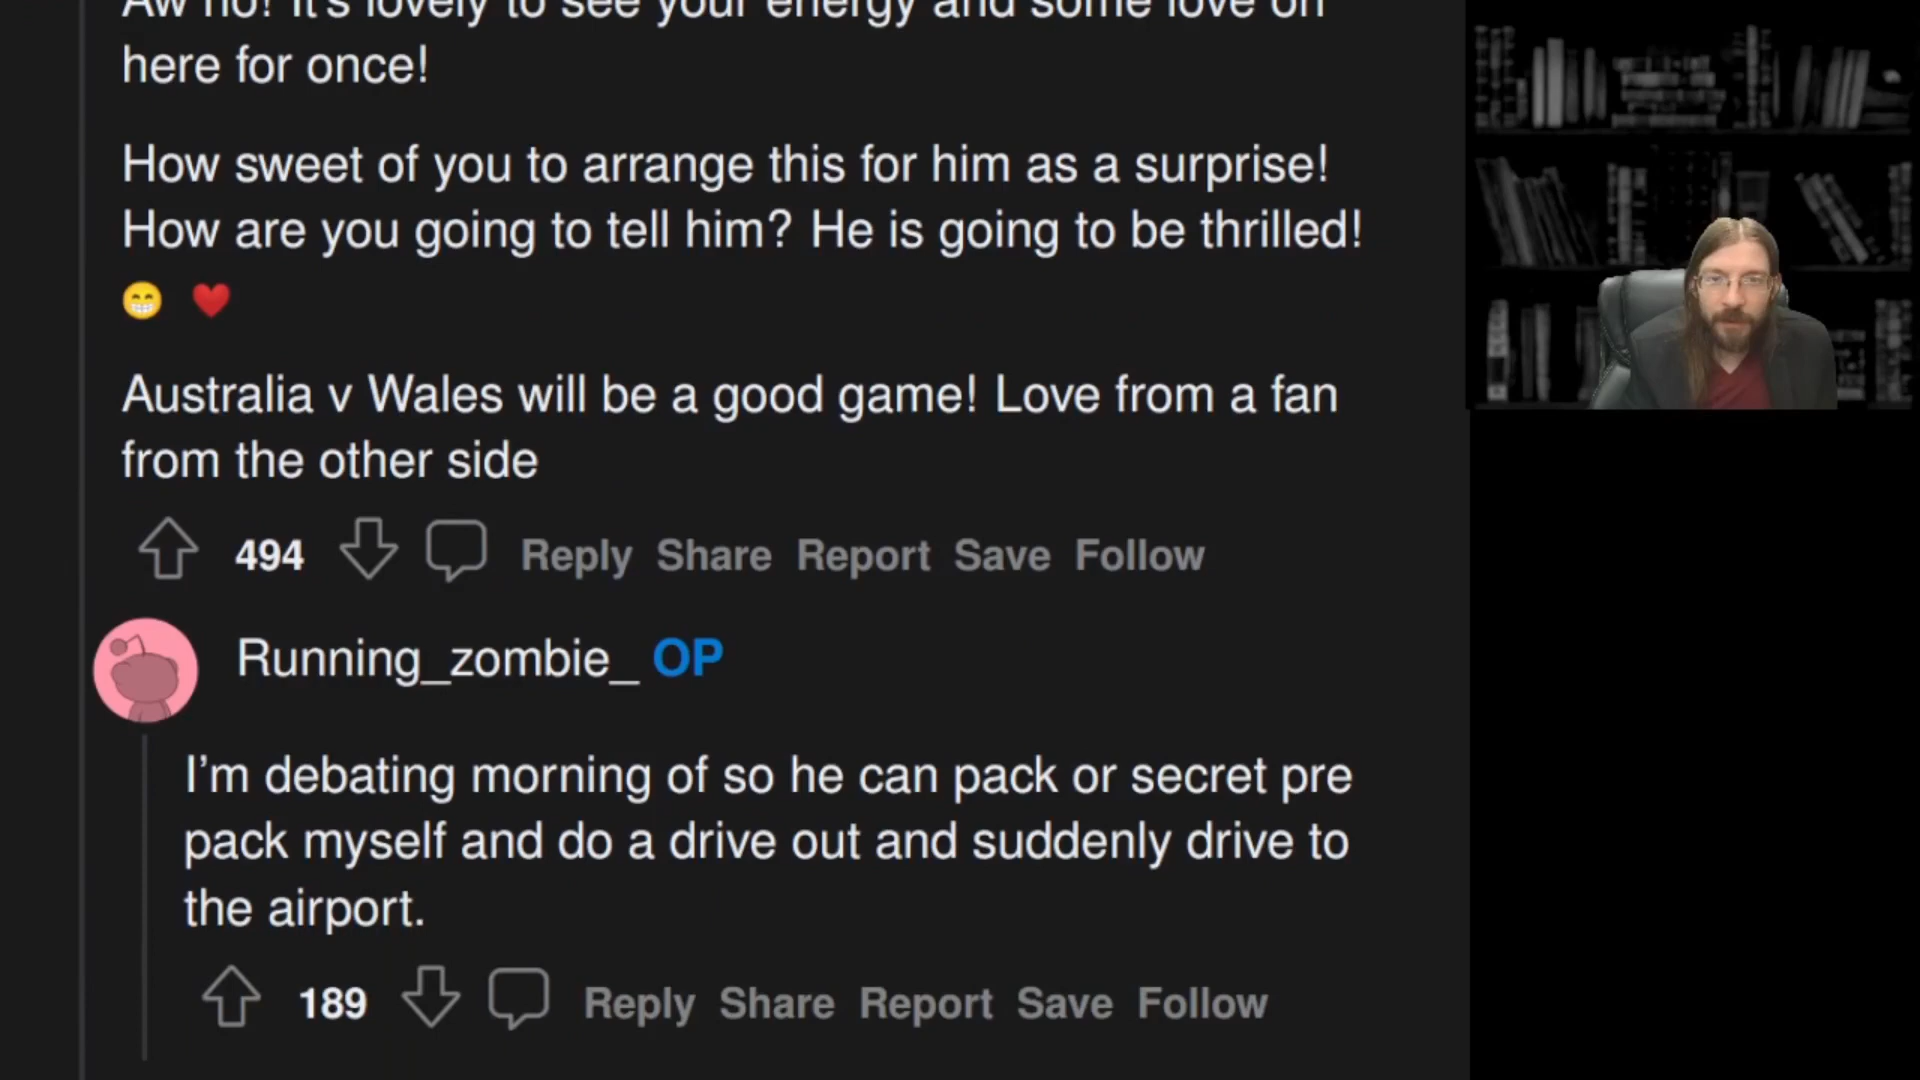 Aw no! It's lovely to see your energy and some love on
here for once!
How sweet of you to arrange this for him as a surprise!
How are you going to tell him? He is going to be thrilled!
😁 ❤️
Australia v Wales will be a good game! Love from a fan
from the other side
494 Reply Share Report Save Follow
Running_zombie_ OP
I’m debating morning of so he can pack or secret pre
pack myself and do a drive out and suddenly drive to
the airport.
189 Reply Share Report Save Follow